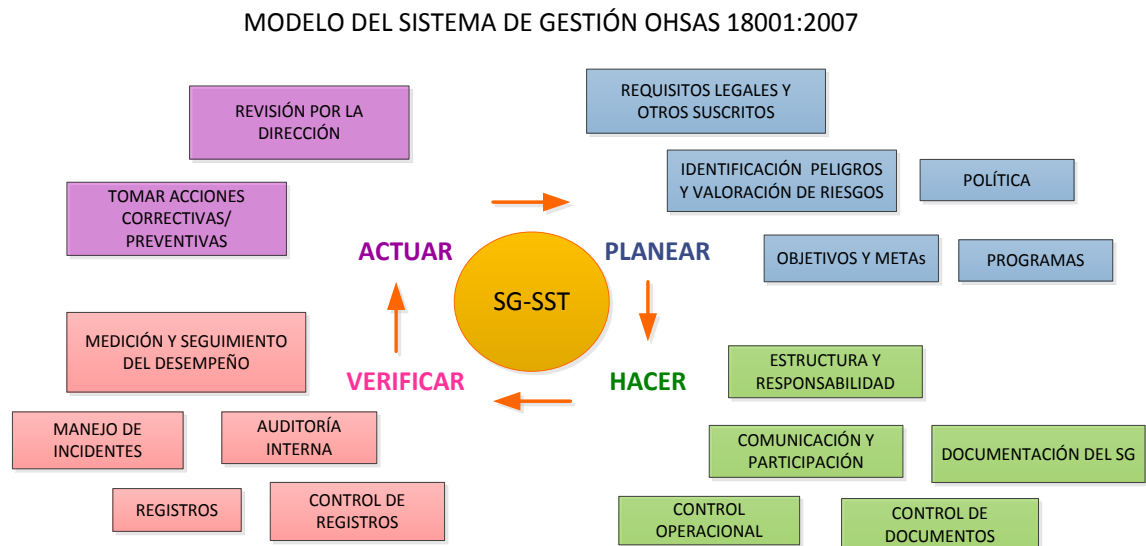 MODELO DEL SISTEMA DE GESTIÓN OHSAS 18001:2007
REVISIÓN POR LA
DIRECCIÓN
TOMAR ACCIONES
CORRECTIVAS/
PREVENTIVAS
REQUISITOS LEGALES Y
OTROS SUSCRITOS
IDENTIFICACIÓN PELIGROS
Y VALORACIÓN DE RIESGOS
POLÍTICA
OBJETIVOS Y METAs
PROGRAMAS
ACTUAR
PLANEAR
SG-SST
VERIFICAR
HACER
MEDICIÓN Y SEGUIMIENTO
DEL DESEMPEÑO
MANEJO DE
INCIDENTES
AUDITORÍA
INTERNA
REGISTROS
CONTROL DE
REGISTROS
ESTRUCTURA Y
RESPONSABILIDAD
COMUNICACIÓN Y
PARTICIPACIÓN
DOCUMENTACIÓN DEL SG
CONTROL
OPERACIONAL
CONTROL DE
DOCUMENTOS